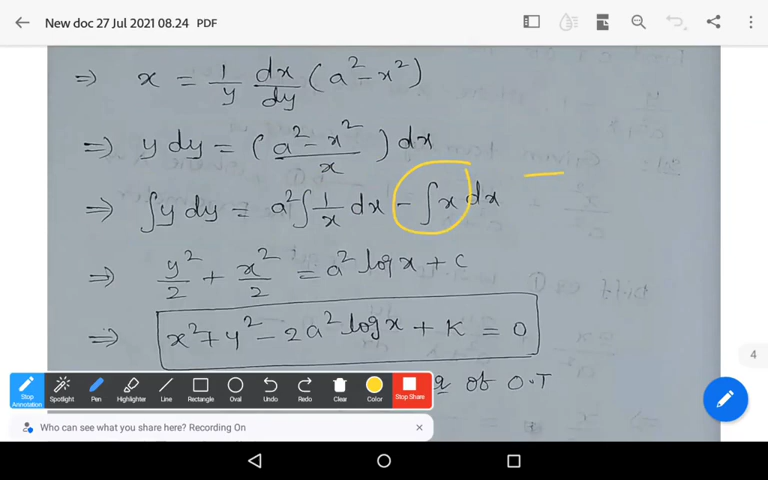 New doc 27 Jul 2021 08.24 PDF
⇒ x = 1/y dx/dy (a² - x²)
⇒ y dy = (a² - x² / x) dx
⇒ ∫y dy = a² ∫ 1/x dx - ∫x dx
⇒ y²/2 + x²/2 = a² log x + c
⇒ x² + y² - 2a² log x + K = 0
of O.T
4
Stop Annotation Spotlight Pen Highlighter Line Rectangle Oval Undo Redo Clear Color Stop Share
Who can see what you share here? Recording On